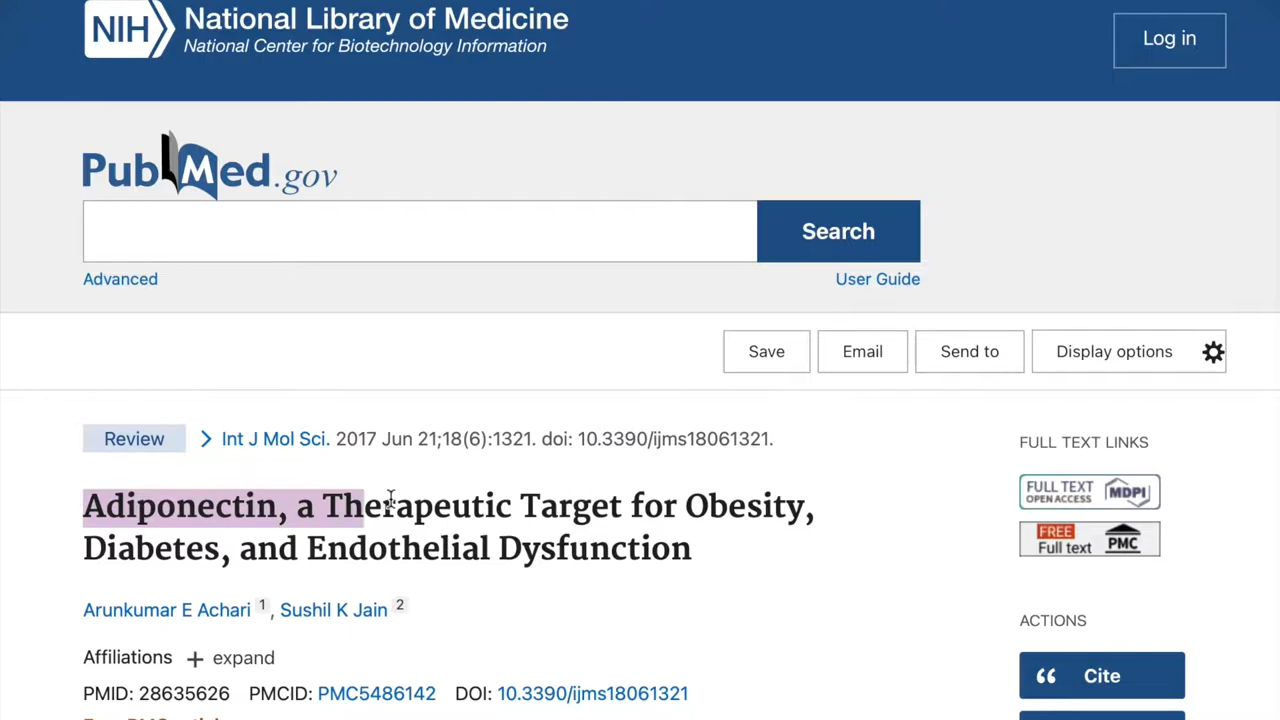 NIH National Library of Medicine
National Center for Biotechnology Information
Log in
PubMed.gov
Search
Advanced
User Guide
Save
Email
Send to
Display options
Review
Int J Mol Sci. 2017 Jun 21;18(6):1321. doi: 10.3390/ijms18061321.
Adiponectin, a Therapeutic Target for Obesity,
Diabetes, and Endothelial Dysfunction
Arunkumar E Achari 1, Sushil K Jain 2
Affiliations + expand
PMID: 28635626 PMCID: PMC5486142 DOI: 10.3390/ijms18061321
FULL TEXT LINKS
FULL TEXT
OPEN ACCESS
MDPI
FREE
Full text
PMC
ACTIONS
Cite